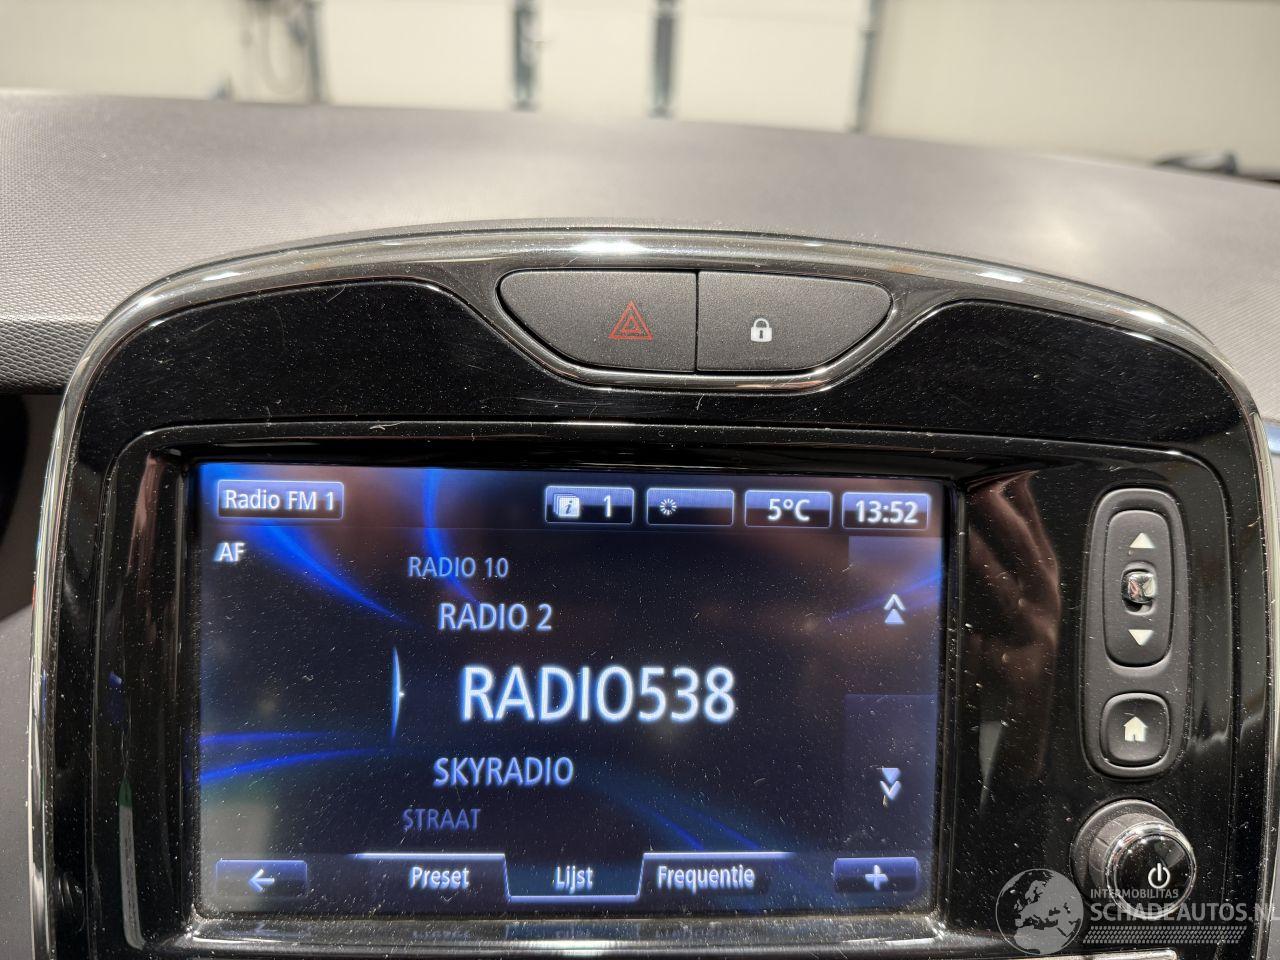 Radio FM 1
1
5°C
13:52
AF
RADIO 10
RADIO 2
RADIO538
SKYRADIO
STRAAT
Preset
Lijst
Frequentie
INTERMOBILITAS
SCHADEAUTOS.NL